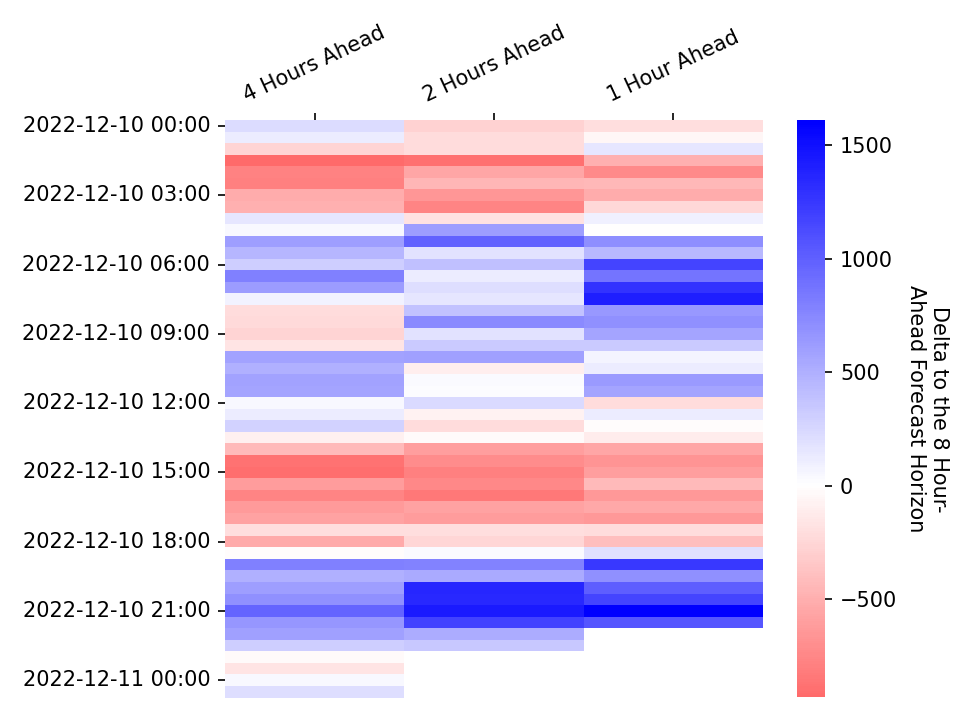 4 Hours Ahead
2 Hours Ahead
1 Hour Ahead
2022-12-10 00:00
2022-12-10 03:00
2022-12-10 06:00
2022-12-10 09:00
2022-12-10 12:00
2022-12-10 15:00
2022-12-10 18:00
2022-12-10 21:00
2022-12-11 00:00
1500
1000
500
0
−500
Delta to the 8 Hour-
Ahead Forecast Horizon